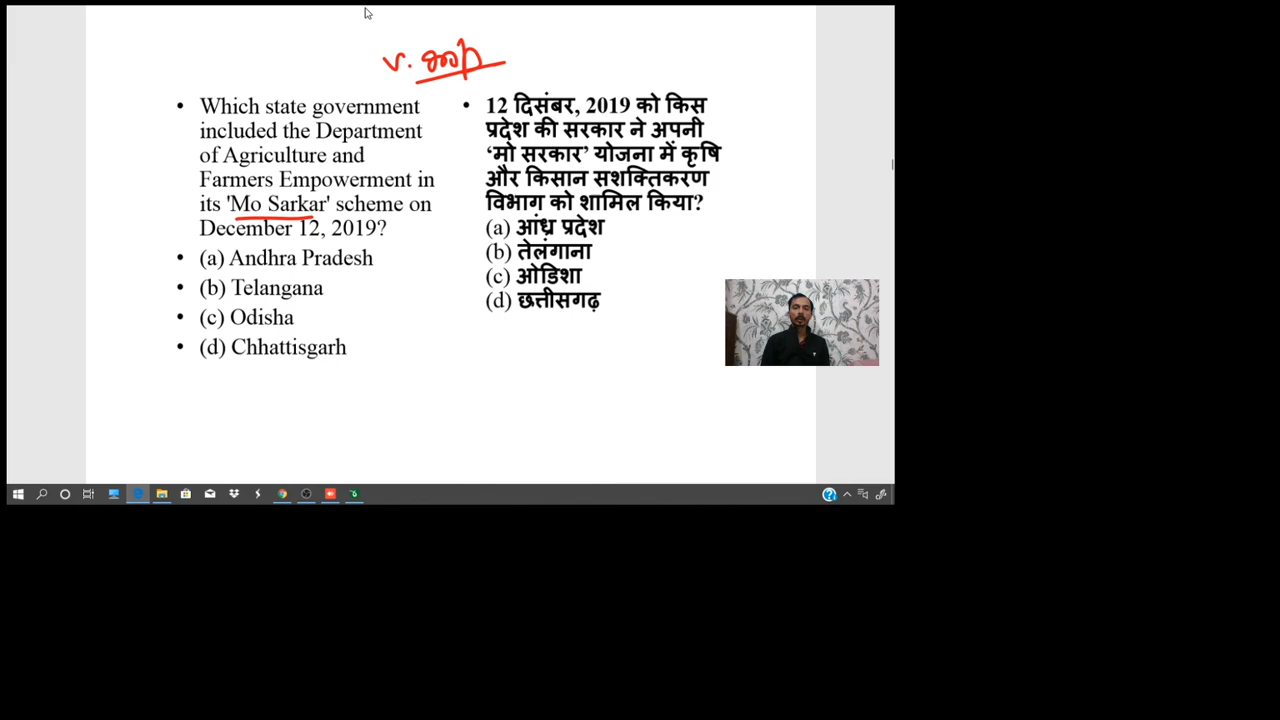 v. imp
Which state government
included the Department
of Agriculture and
Farmers Empowerment in
its 'Mo Sarkar' scheme on
December 12, 2019?
(a) Andhra Pradesh
(b) Telangana
(c) Odisha
(d) Chhattisgarh
12 दिसंबर, 2019 को किस
प्रदेश की सरकार ने अपनी
‘मो सरकार’ योजना में कृषि
और किसान सशक्तिकरण
विभाग को शामिल किया?
(a) आंध्र प्रदेश
(b) तेलंगाना
(c) ओडिशा
(d) छत्तीसगढ़